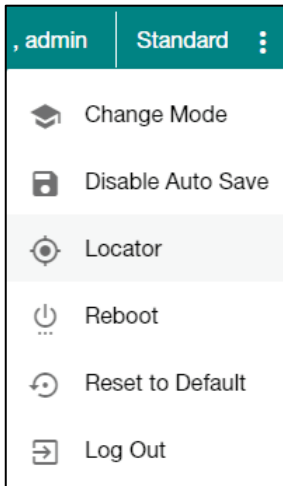 , admin Standard
Change Mode
Disable Auto Save
Locator
Reboot
Reset to Default
Log Out